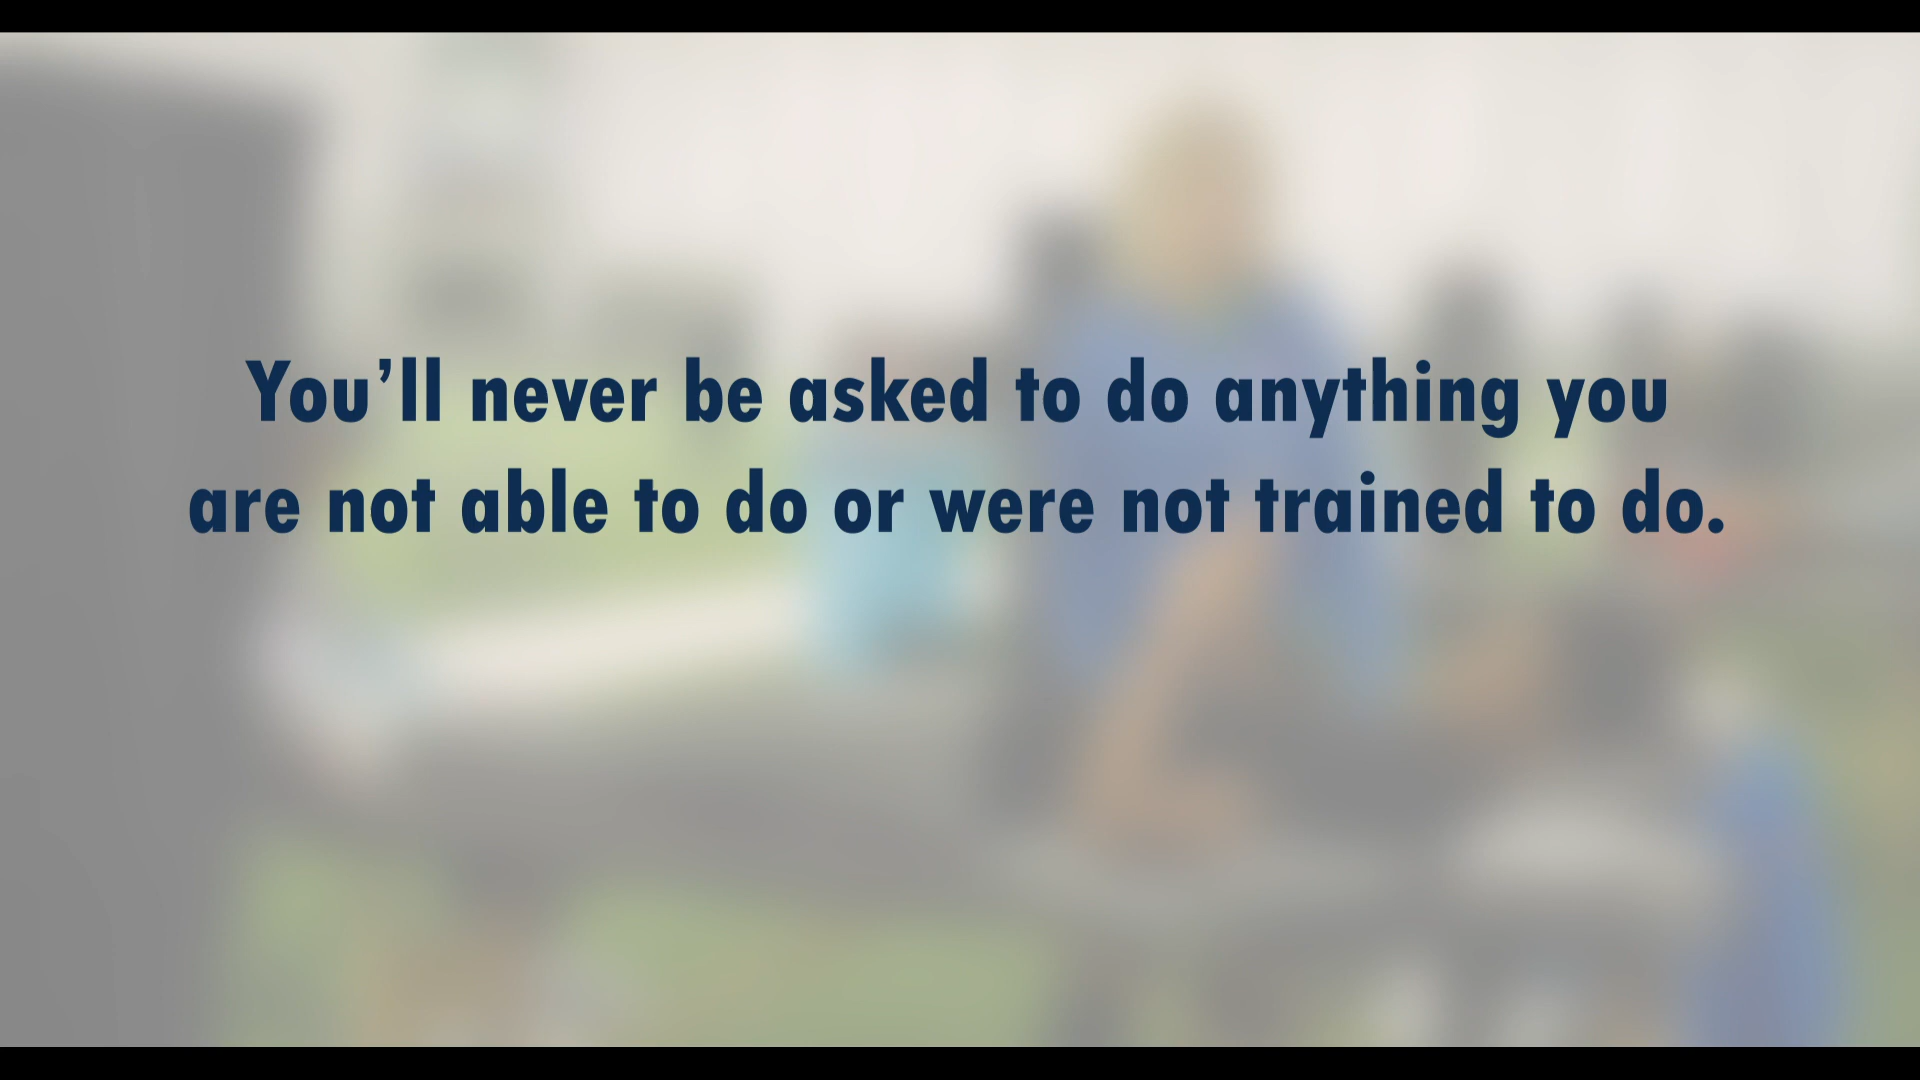 You’ll never be asked to do anything you
are not able to do or were not trained to do.